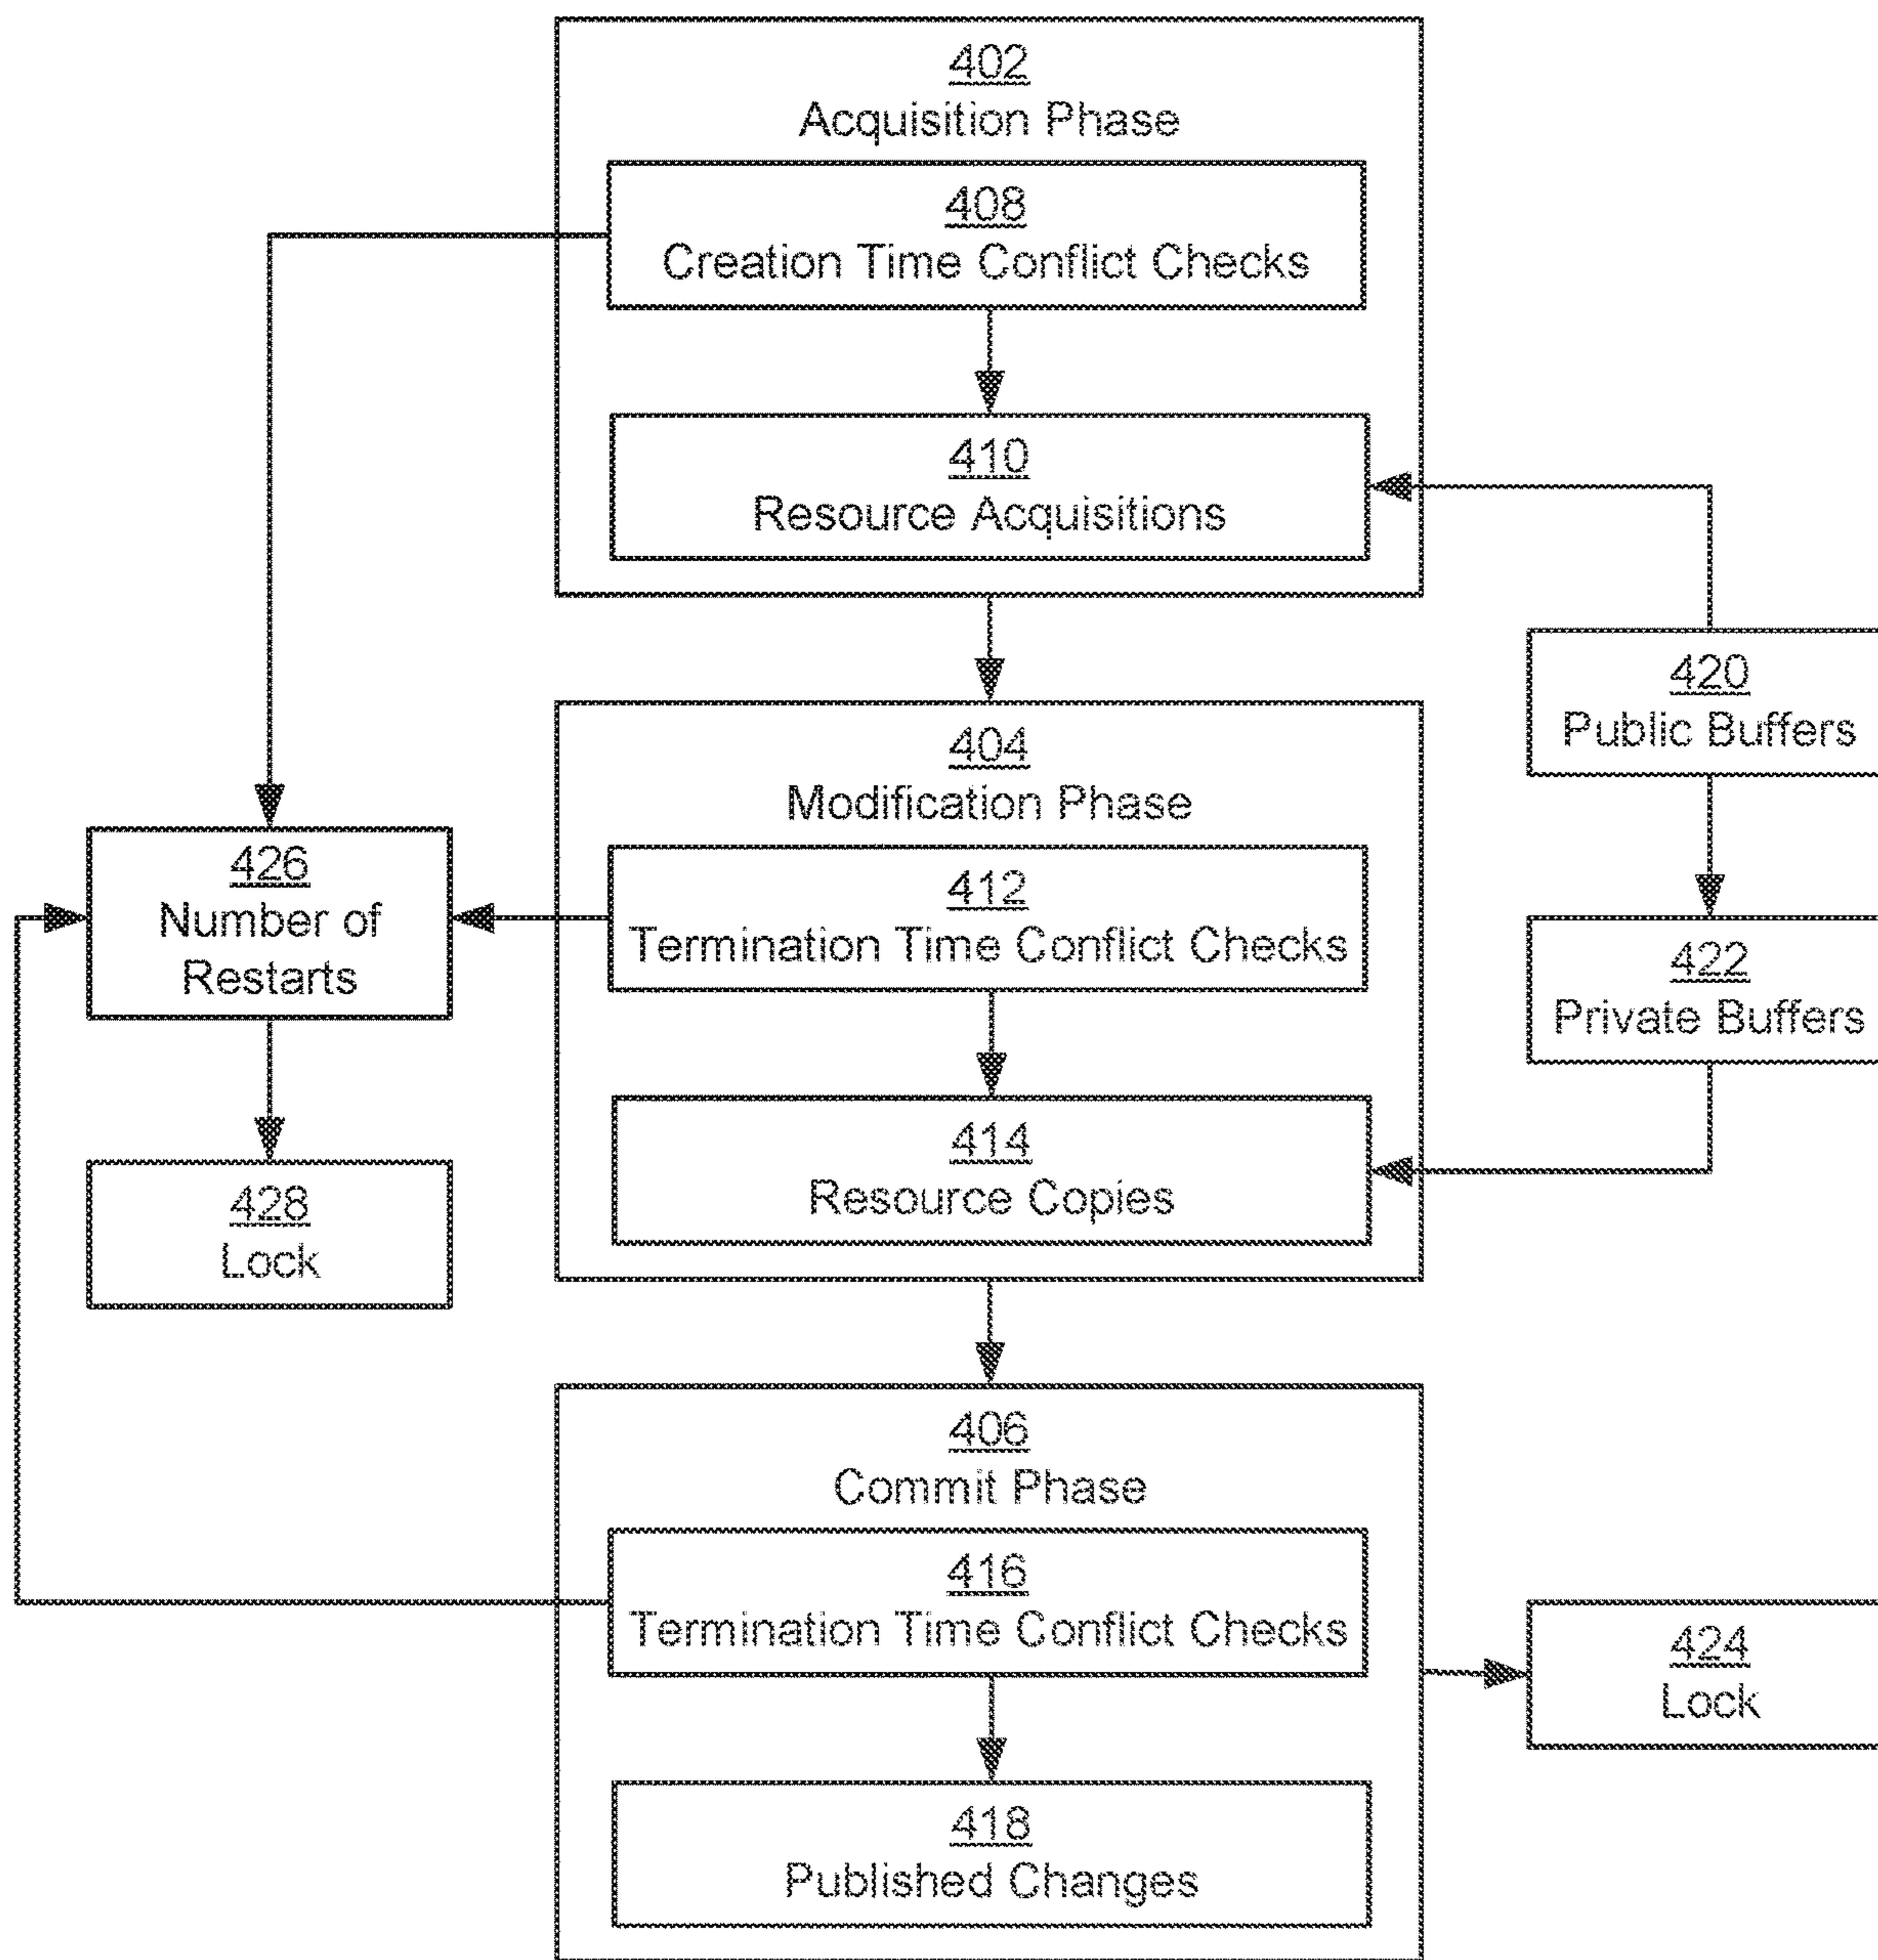 402
Acquisition Phase
408
Creation Time Conflict Checks
410
Resource Acquisitions
420
Public Buffers
404
Modification Phase
426
Number of
Restarts
412
Termination Time Conflict Checks
422
Private Buffers
414
Resource Copies
428
Lock
406
Commit Phase
416
Termination Time Conflict Checks
424
Lock
418
Published Changes